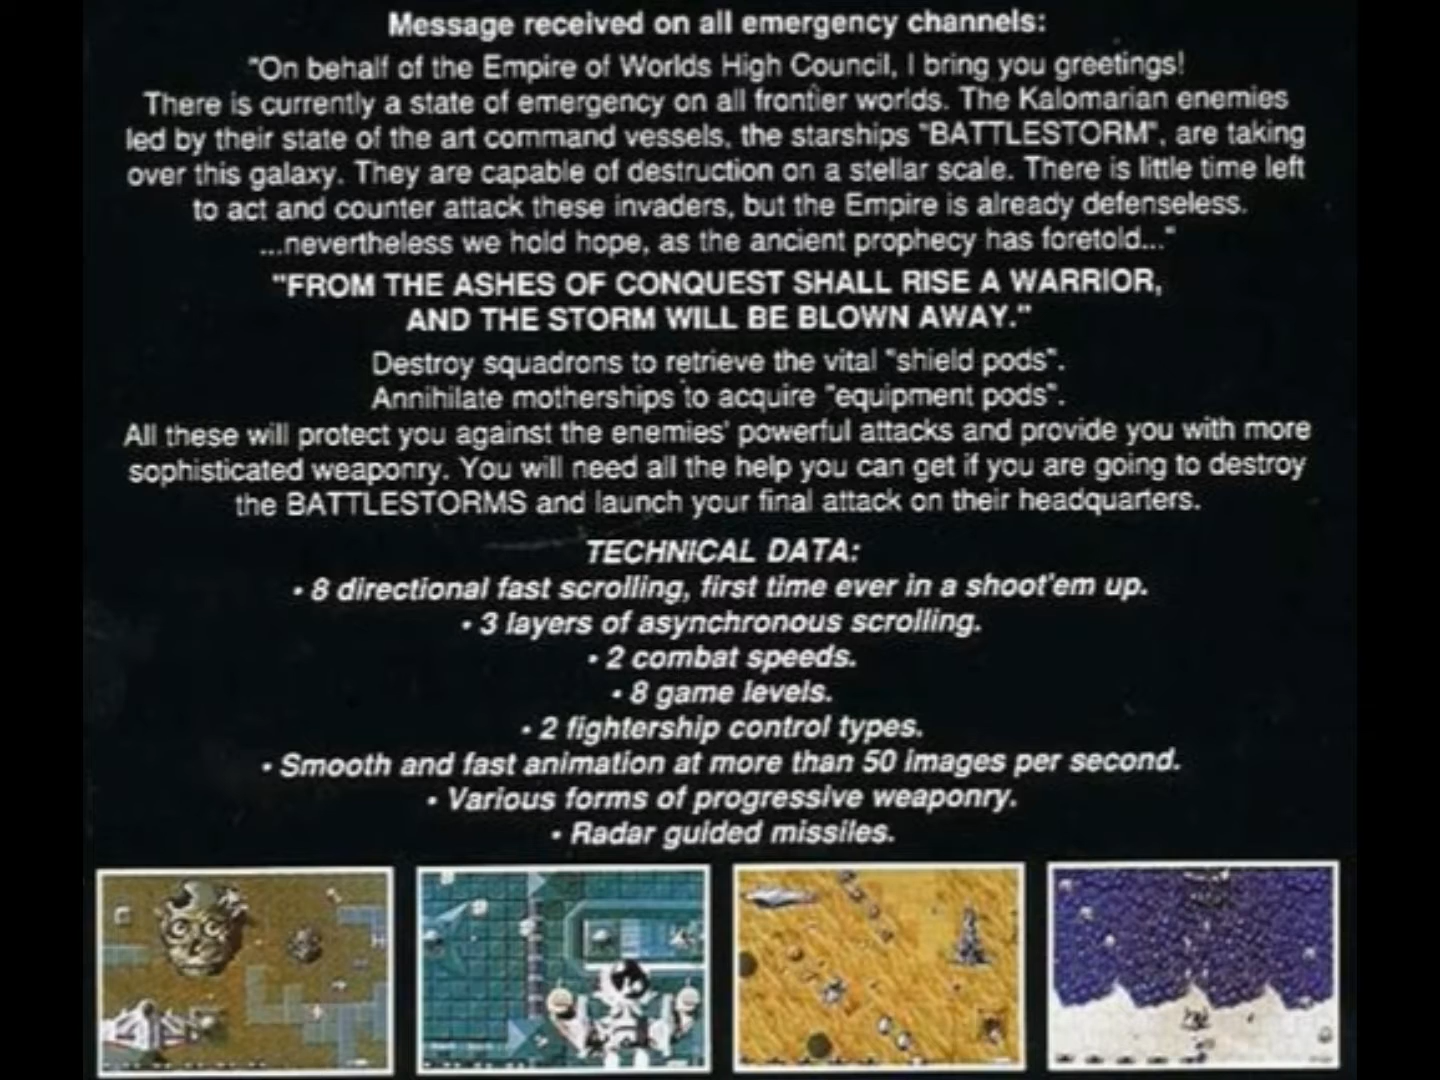 Message received on all emergency channels:
"On behalf of the Empire of Worlds High Council, I bring you greetings!
There is currently a state of emergency on all frontier worlds. The Kalomarian enemies
led by their state of the art command vessels, the starships "BATTLESTORM", are taking
over this galaxy. They are capable of destruction on a stellar scale. There is little time left
to act and counter attack these invaders, but the Empire is already defenseless.
...nevertheless we hold hope, as the ancient prophecy has foretold..."
"FROM THE ASHES OF CONQUEST SHALL RISE A WARRIOR,
AND THE STORM WILL BE BLOWN AWAY."
Destroy squadrons to retrieve the vital "shield pods".
Annihilate motherships to acquire "equipment pods".
All these will protect you against the enemies' powerful attacks and provide you with more
sophisticated weaponry. You will need all the help you can get if you are going to destroy
the BATTLESTORMS and launch your final attack on their headquarters.
TECHNICAL DATA:
• 8 directional fast scrolling, first time ever in a shoot'em up.
• 3 layers of asynchronous scrolling.
• 2 combat speeds.
• 8 game levels.
• 2 fightership control types.
• Smooth and fast animation at more than 50 images per second.
• Various forms of progressive weaponry.
• Radar guided missiles.